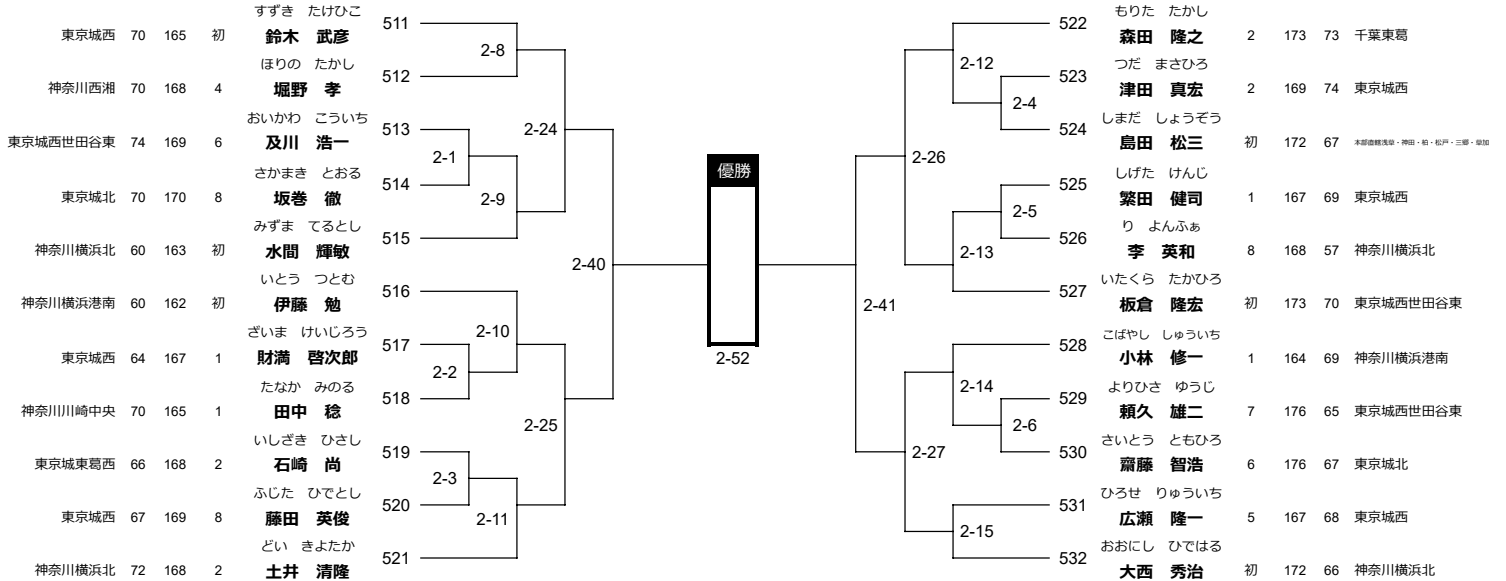 すずき　たけひこ
東京城西 70 165 初 鈴木　武彦 511
ほりの　たかし
神奈川西湘 70 168 4 堀野　孝 512
おいかわ　こういち
東京城西世田谷東 74 169 6 及川　浩一 513
さかまき　とおる
東京城北 70 170 8 坂巻　徹 514
みずま　てるとし
神奈川横浜北 60 163 初 水間　輝敏 515
いとう　つとむ
神奈川横浜港南 60 162 初 伊藤　勉 516
ざいま　けいじろう
東京城西 64 167 1 財満　啓次郎 517
たなか　みのる
神奈川川崎中央 70 165 1 田中　稔 518
いしざき　ひさし
東京城東葛西 66 168 2 石崎　尚 519
ふじた　ひでとし
東京城西 67 169 8 藤田　英俊 520
どい　きよたか
神奈川横浜北 72 168 2 土井　清隆 521
2-8
2-1
2-9
2-24
2-10
2-2
2-3
2-11
2-25
2-40
優勝
2-52
2-41
2-26
2-12
2-4
2-5
2-13
2-27
2-14
2-6
2-15
もりた　たかし
522 森田　隆之 2 173 73 千葉東葛
つだ　まさひろ
523 津田　真宏 2 169 74 東京城西
しまだ　しょうぞう
524 島田　松三 初 172 67 本部直轄浅草・神田・柏・松戸・三郷・草加
しげた　けんじ
525 繁田　健司 1 167 69 東京城西
り　よんふぁ
526 李　英和 8 168 57 神奈川横浜北
いたくら　たかひろ
527 板倉　隆宏 初 173 70 東京城西世田谷東
こばやし　しゅういち
528 小林　修一 1 164 69 神奈川横浜港南
よりひさ　ゆうじ
529 頼久　雄二 7 176 65 東京城西世田谷東
さいとう　ともひろ
530 齋藤　智浩 6 176 67 東京城北
ひろせ　りゅういち
531 広瀬　隆一 5 167 68 東京城西
おおにし　ひではる
532 大西　秀治 初 172 66 神奈川横浜北